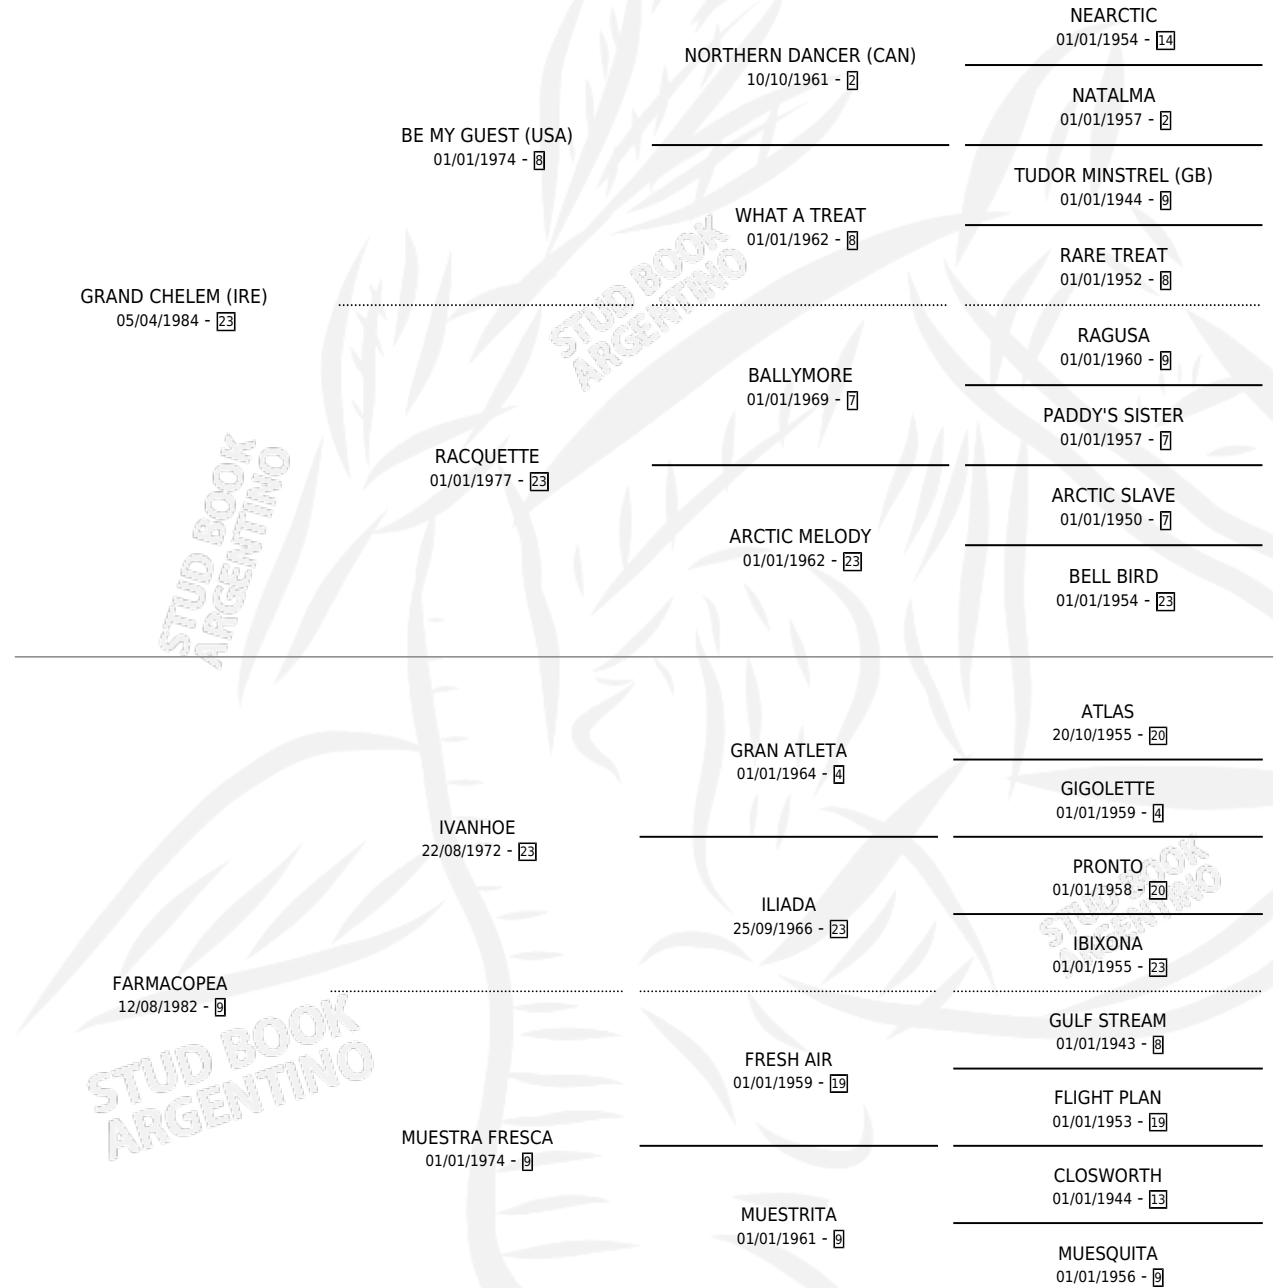 NEARCTIC
01/01/1954 - 14
NORTHERN DANCER (CAN)
10/10/1961 - 2
NATALMA
01/01/1957 - 2
BE MY GUEST (USA)
01/01/1974 - 8
TUDOR MINSTREL (GB)
01/01/1944 - 9
WHAT A TREAT
01/01/1962 - 8
RARE TREAT
01/01/1952 - 8
GRAND CHELEM (IRE)
05/04/1984 - 23
RAGUSA
01/01/1960 - 9
BALLYMORE
01/01/1969 - 7
PADDY'S SISTER
01/01/1957 - 7
RACQUETTE
01/01/1977 - 23
ARCTIC SLAVE
01/01/1950 - 7
ARCTIC MELODY
01/01/1962 - 23
BELL BIRD
01/01/1954 - 23
STUD BOOK
ARGENTINO
STUD BOOK
ARGENTINO
ATLAS
20/10/1955 - 20
GRAN ATLETA
01/01/1964 - 4
GIGOLETTE
01/01/1959 - 4
IVANHOE
22/08/1972 - 23
PRONTO
01/01/1958 - 20
ILIADA
25/09/1966 - 23
IBIXONA
01/01/1955 - 23
FARMACOPEA
12/08/1982 - 9
GULF STREAM
01/01/1943 - 8
FRESH AIR
01/01/1959 - 19
FLIGHT PLAN
01/01/1953 - 19
MUESTRA FRESCA
01/01/1974 - 9
CLOSWORTH
01/01/1944 - 13
MUESTRITA
01/01/1961 - 9
MUESQUITA
01/01/1956 - 9
STUD BOOK
ARGENTINO
STUD BOOK
ARGENTINO